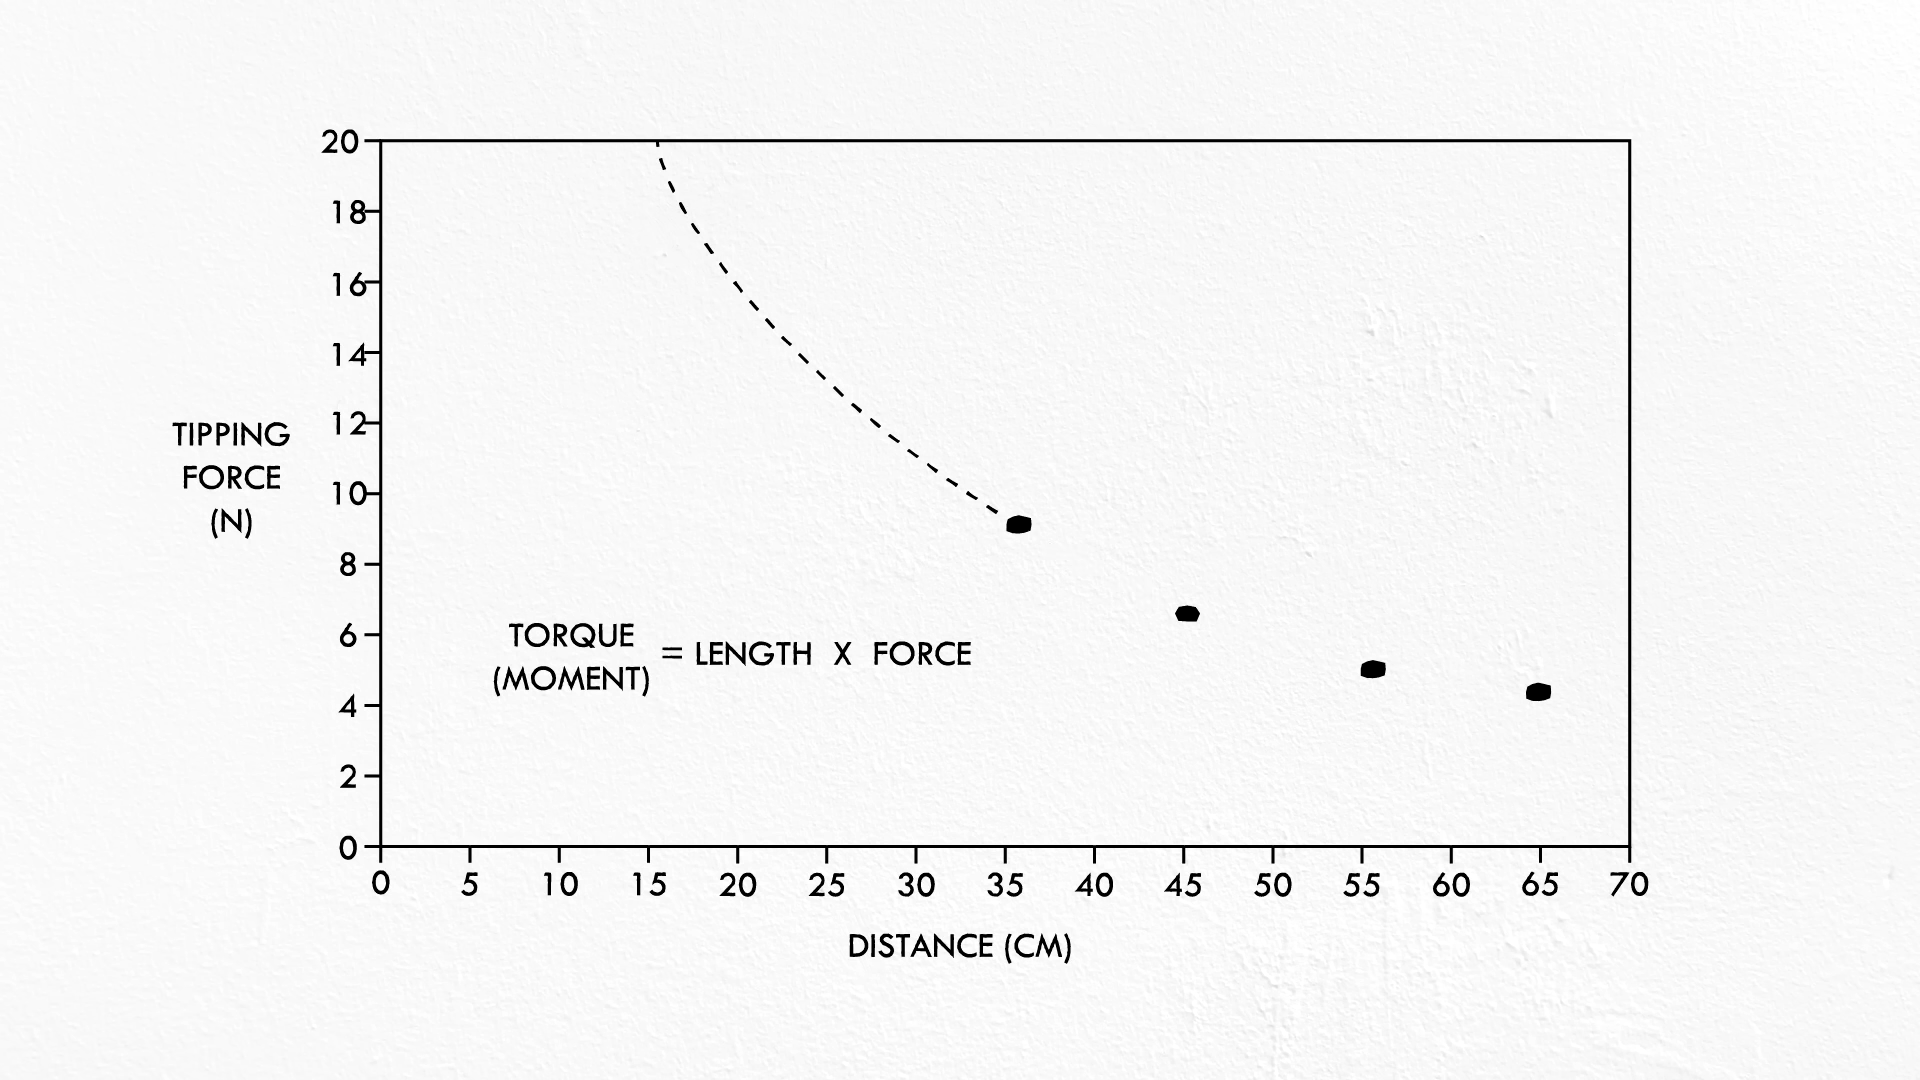 20
18
16
14
12
10
8
6
4
2
0
TIPPING
FORCE
(N)
TORQUE
(MOMENT)
= LENGTH X FORCE
0 5 10 15 20 25 30 35 40 45 50 55 60 65 70
DISTANCE (CM)